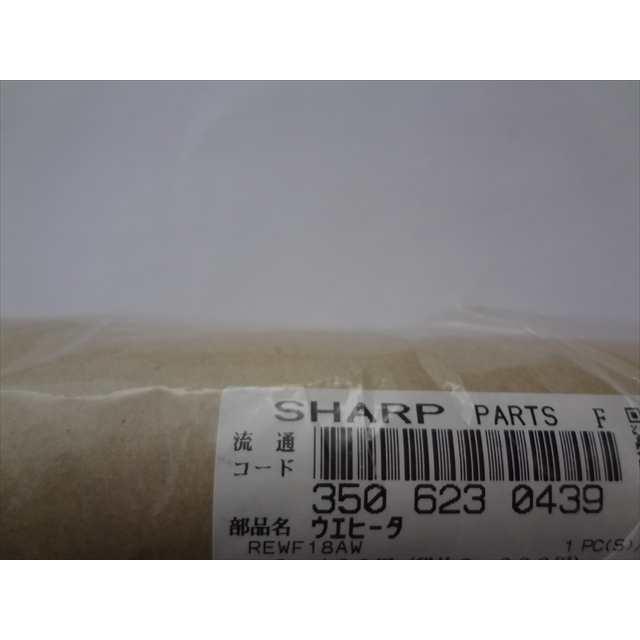 SHARP PARTS F
流通
コード
350 623 0439
部品名 ウエヒータ
REWF18AW 1 PC(S)